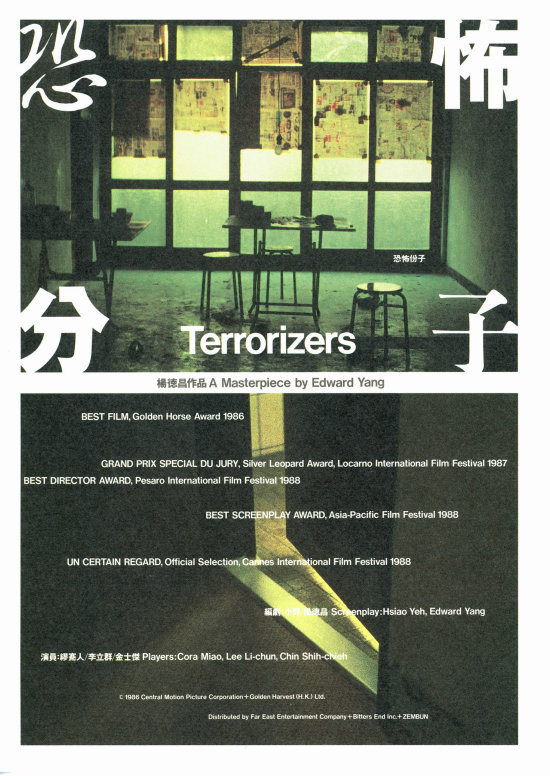 恐怖
恐怖份子
分子
Terrorizers
楊徳昌作品 A Masterpiece by Edward Yang
BEST FILM, Golden Horse Award 1986
GRAND PRIX SPECIAL DU JURY, Silver Leopard Award, Locarno International Film Festival 1987
BEST DIRECTOR AWARD, Pesaro International Film Festival 1988
BEST SCREENPLAY AWARD, Asia-Pacific Film Festival 1988
UN CERTAIN REGARD, Official Selection, Cannes International Film Festival 1988
編劇:小野 楊徳昌 Screenplay: Hsiao Yeh, Edward Yang
演員:繆騫人/李立群/金士傑 Players: Cora Miao, Lee Li-chun, Chin Shih-chieh
© 1986 Central Motion Picture Corporation+Golden Harvest (H.K.) Ltd.
Distributed by Far East Entertainment Company+Bitters End Inc.+ZEMBUN